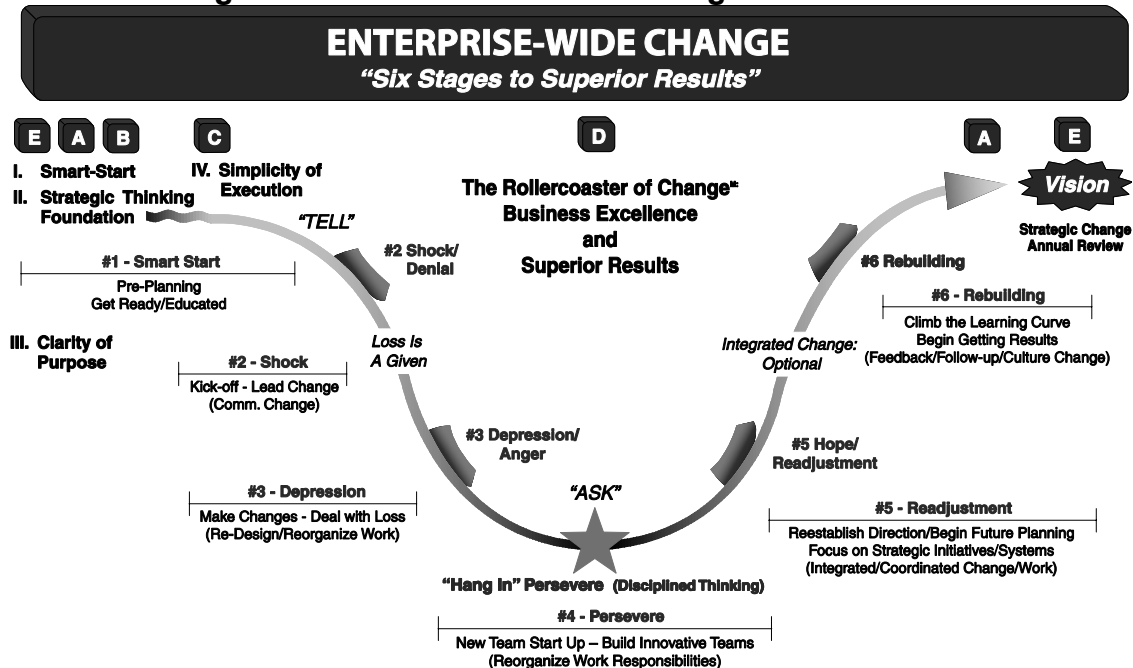 ENTERPRISE-WIDE CHANGE
“Six Stages to Superior Results”
E A B C D A E
I. Smart-Start
II. Strategic Thinking
Foundation
IV. Simplicity of
Execution
“TELL”
The Rollercoaster of Change
Business Excellence
and
Superior Results
Vision
Strategic Change
Annual Review
#1 - Smart Start
Pre-Planning
Get Ready/Educated
#2 Shock/
Denial
#6 Rebuilding
#6 - Rebuilding
Climb the Learning Curve
Begin Getting Results
(Feedback/Follow-up/Culture Change)
III. Clarity of
Purpose
Loss Is
A Given
Integrated Change:
Optional
#2 - Shock
Kick-off - Lead Change
(Comm. Change)
#3 Depression/
Anger
#5 Hope/
Readjustment
#3 - Depression
Make Changes - Deal with Loss
(Re-Design/Reorganize Work)
“ASK”
#5 - Readjustment
Reestablish Direction/Begin Future Planning
Focus on Strategic Initiatives/Systems
(Integrated/Coordinated Change/Work)
“Hang In” Persevere (Disciplined Thinking)
#4 - Persevere
New Team Start Up – Build Innovative Teams
(Reorganize Work Responsibilities)